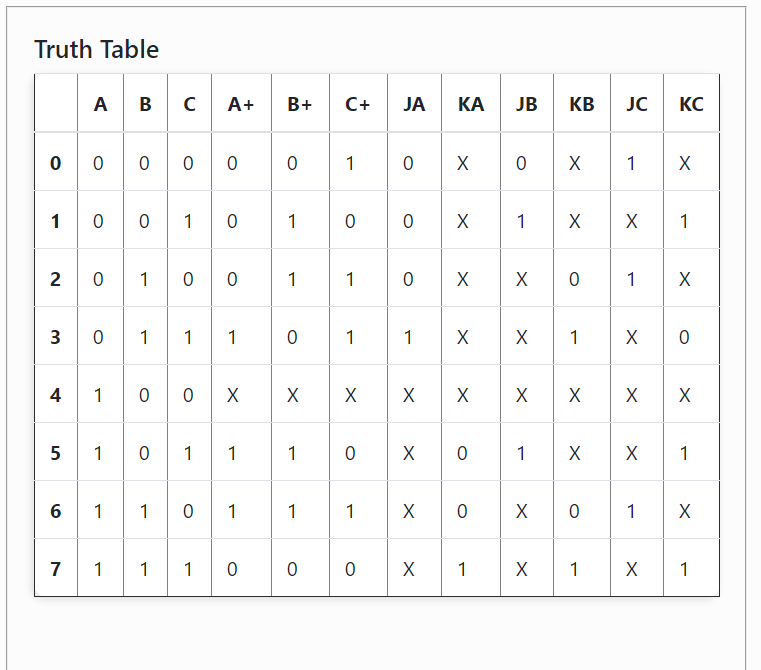 Truth Table
A B C A+ B+ C+ JA KA JB KB JC KC
0 0 0 0 0 0 1 0 X 0 X 1 X
1 0 0 1 0 1 0 0 X 1 X X 1
2 0 1 0 0 1 1 0 X X 0 1 X
3 0 1 1 1 0 1 1 X X 1 X 0
4 1 0 0 X X X X X X X X X
5 1 0 1 1 1 0 X 0 1 X X 1
6 1 1 0 1 1 1 X 0 X 0 1 X
7 1 1 1 0 0 0 X 1 X 1 X 1